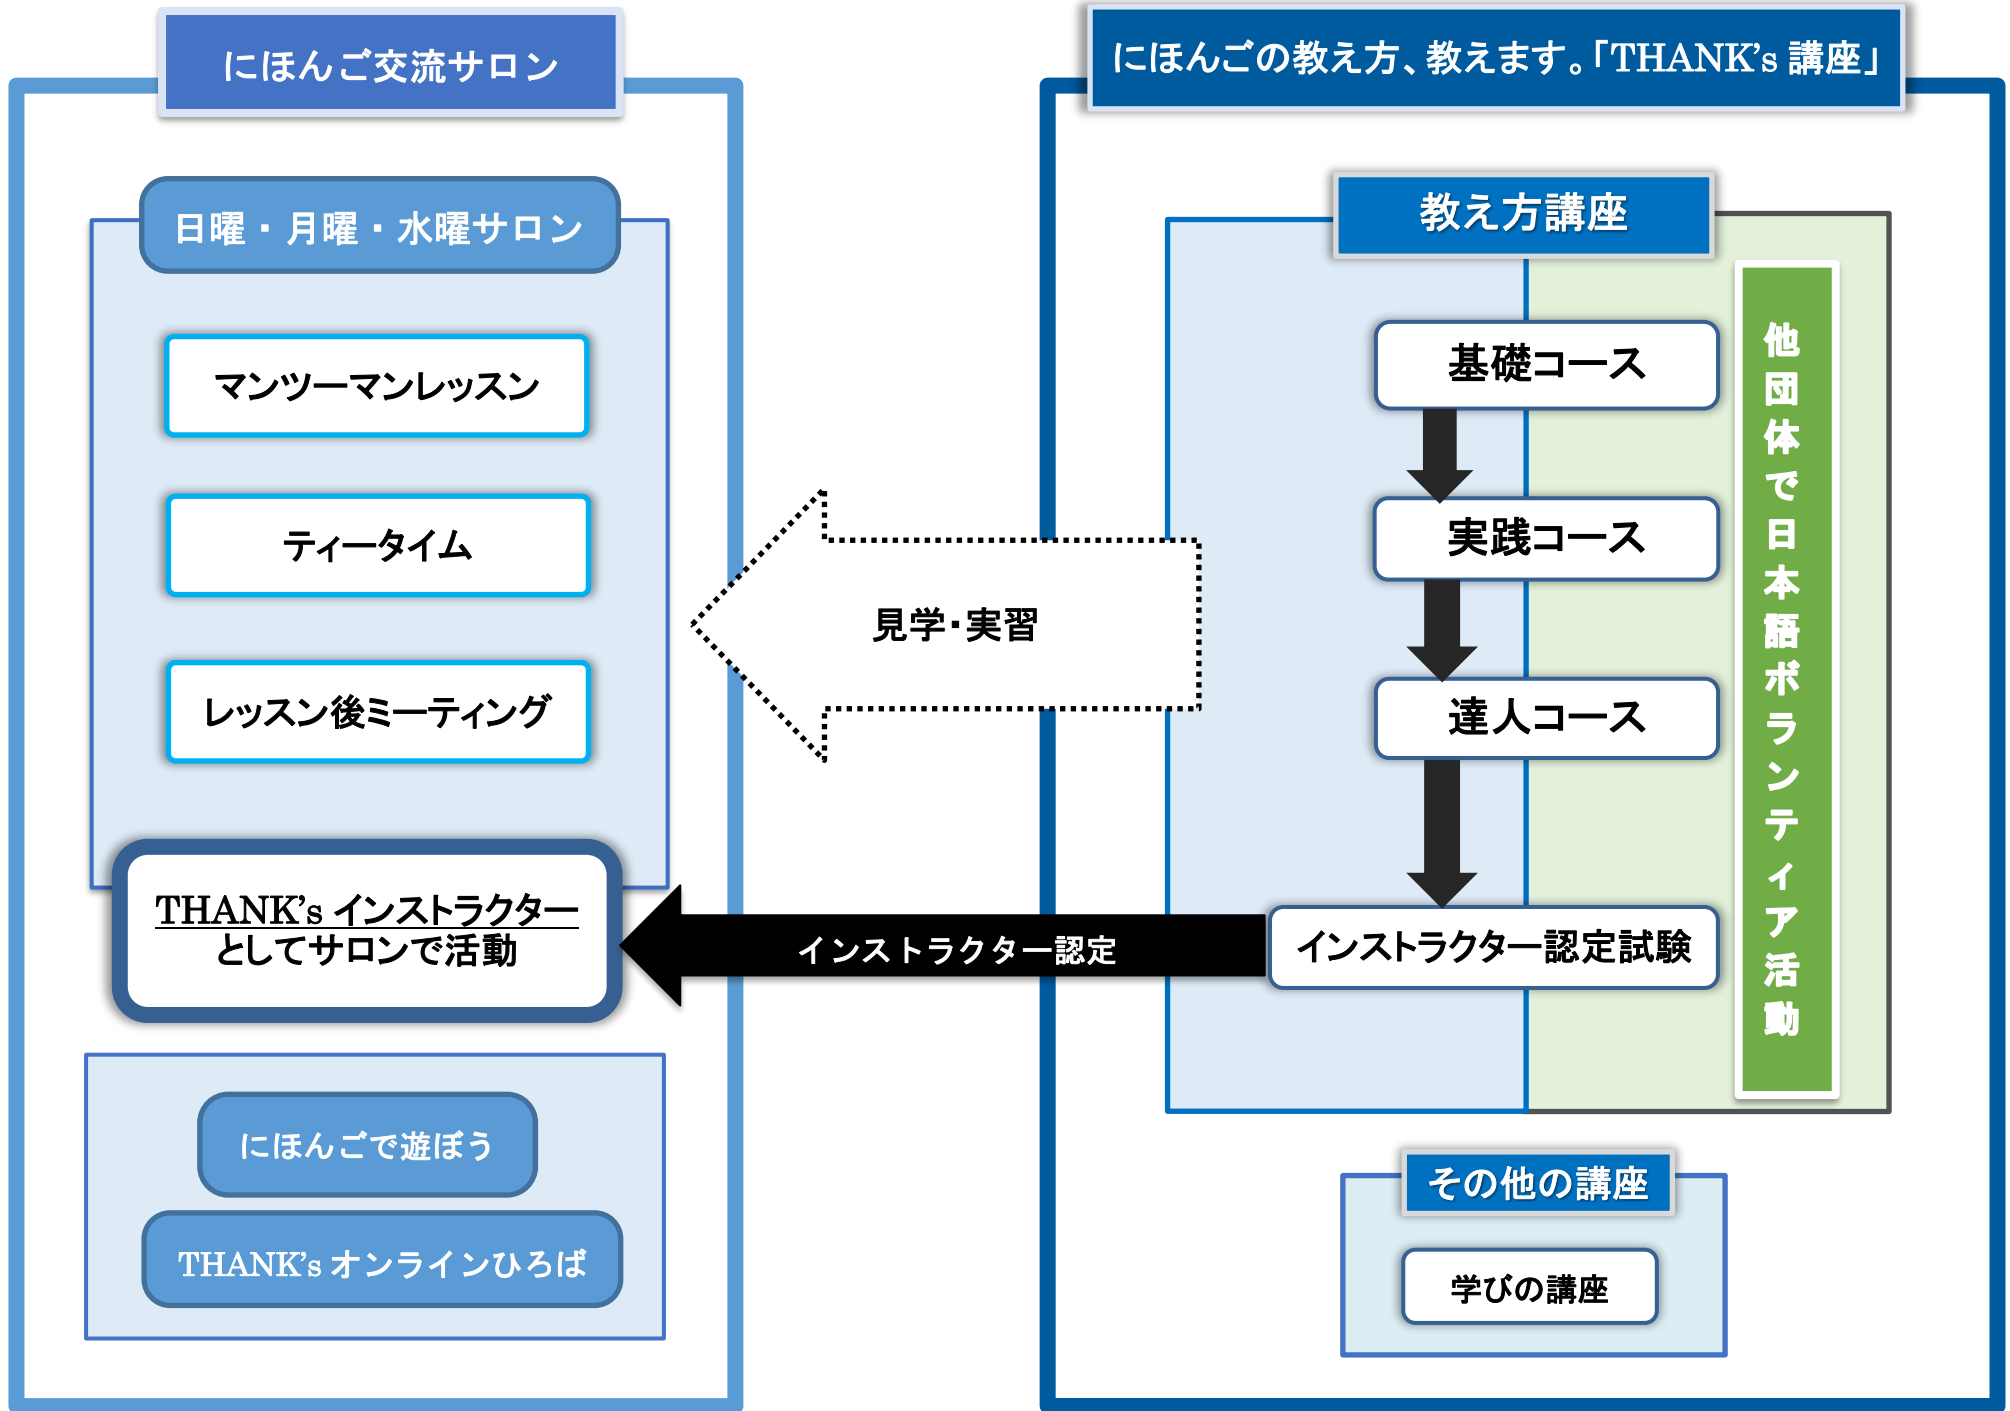 にほんご交流サロン
日曜・月曜・水曜サロン
マンツーマンレッスン
ティータイム
レッスン後ミーティング
THANK's インストラクター
としてサロンで活動
にほんごで遊ぼう
THANK's オンラインひろば
見学・実習
インストラクター認定
にほんごの教え方、教えます。「THANK's 講座」
教え方講座
基礎コース
実践コース
達人コース
インストラクター認定試験
他団体で日本語ボランティア活動
その他の講座
学びの講座